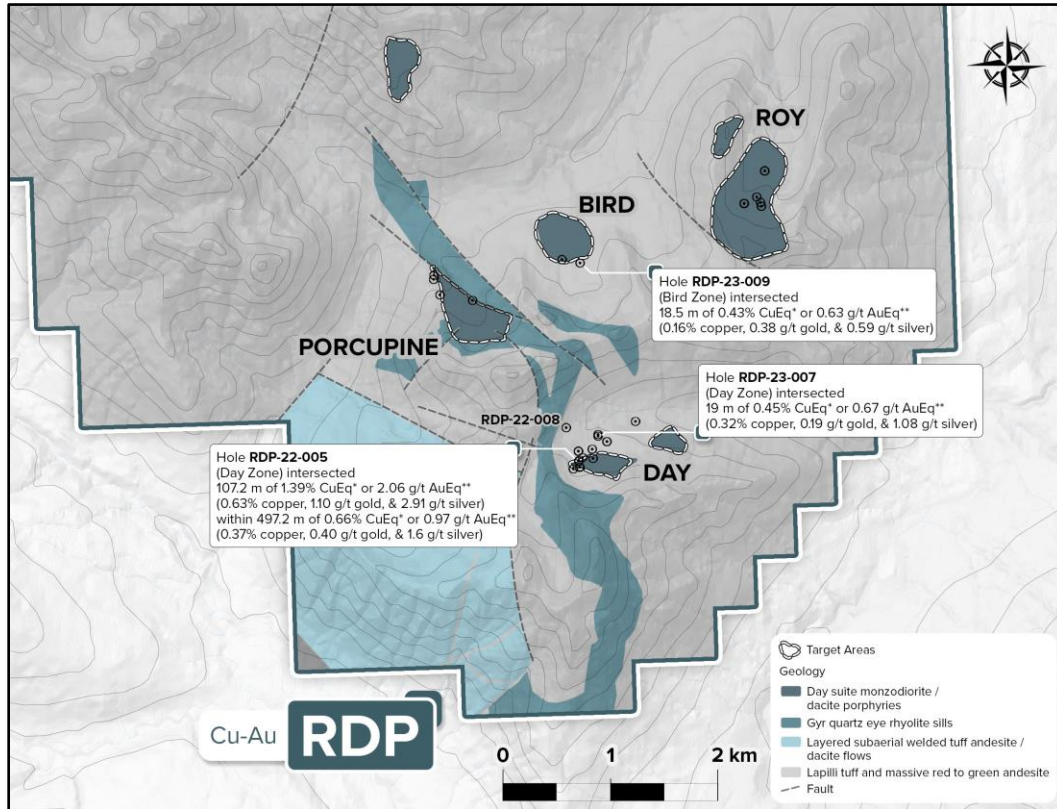 ROY
BIRD
Hole RDP-23-009
(Bird Zone) intersected
18.5 m of 0.43% CuEq* or 0.63 g/t AuEq**
(0.16% copper, 0.38 g/t gold, & 0.59 g/t silver)
PORCUPINE
Hole RDP-23-007
(Day Zone) intersected
19 m of 0.45% CuEq* or 0.67 g/t AuEq**
(0.32% copper, 0.19 g/t gold, & 1.08 g/t silver)
RDP-22-008
DAY
Hole RDP-22-005
(Day Zone) intersected
107.2 m of 1.39% CuEq* or 2.06 g/t AuEq**
(0.63% copper, 1.10 g/t gold, & 2.91 g/t silver)
within 497.2 m of 0.66% CuEq* or 0.97 g/t AuEq**
(0.37% copper, 0.40 g/t gold, & 1.6 g/t silver)
Target Areas
Geology
Day suite monzodiorite /
dacite porphyries
Gyr quartz eye rhyolite sills
Layered subaerial welded tuff andesite /
dacite flows
Lapilli tuff and massive red to green andesite
Fault
Cu-Au RDP
0 1 2 km